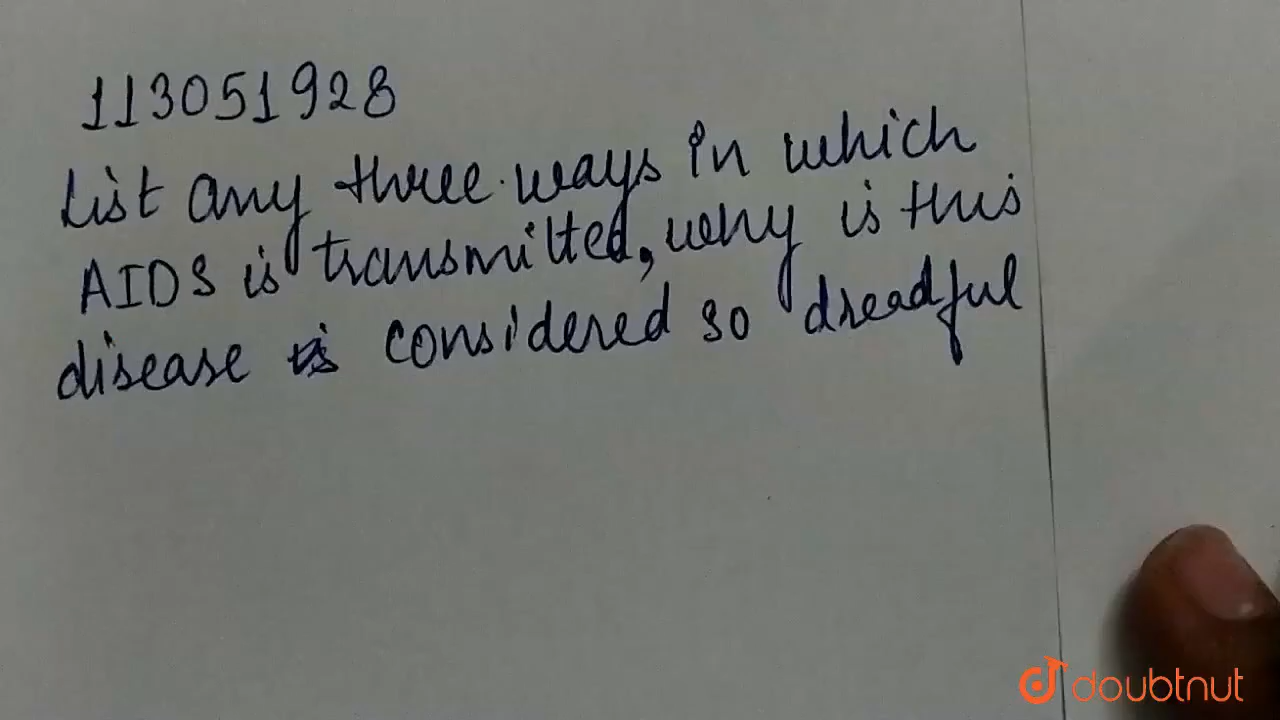 113051928
List any three ways in which
AIDS is transmitted, why is this
disease is considered so dreadful
doubtnut